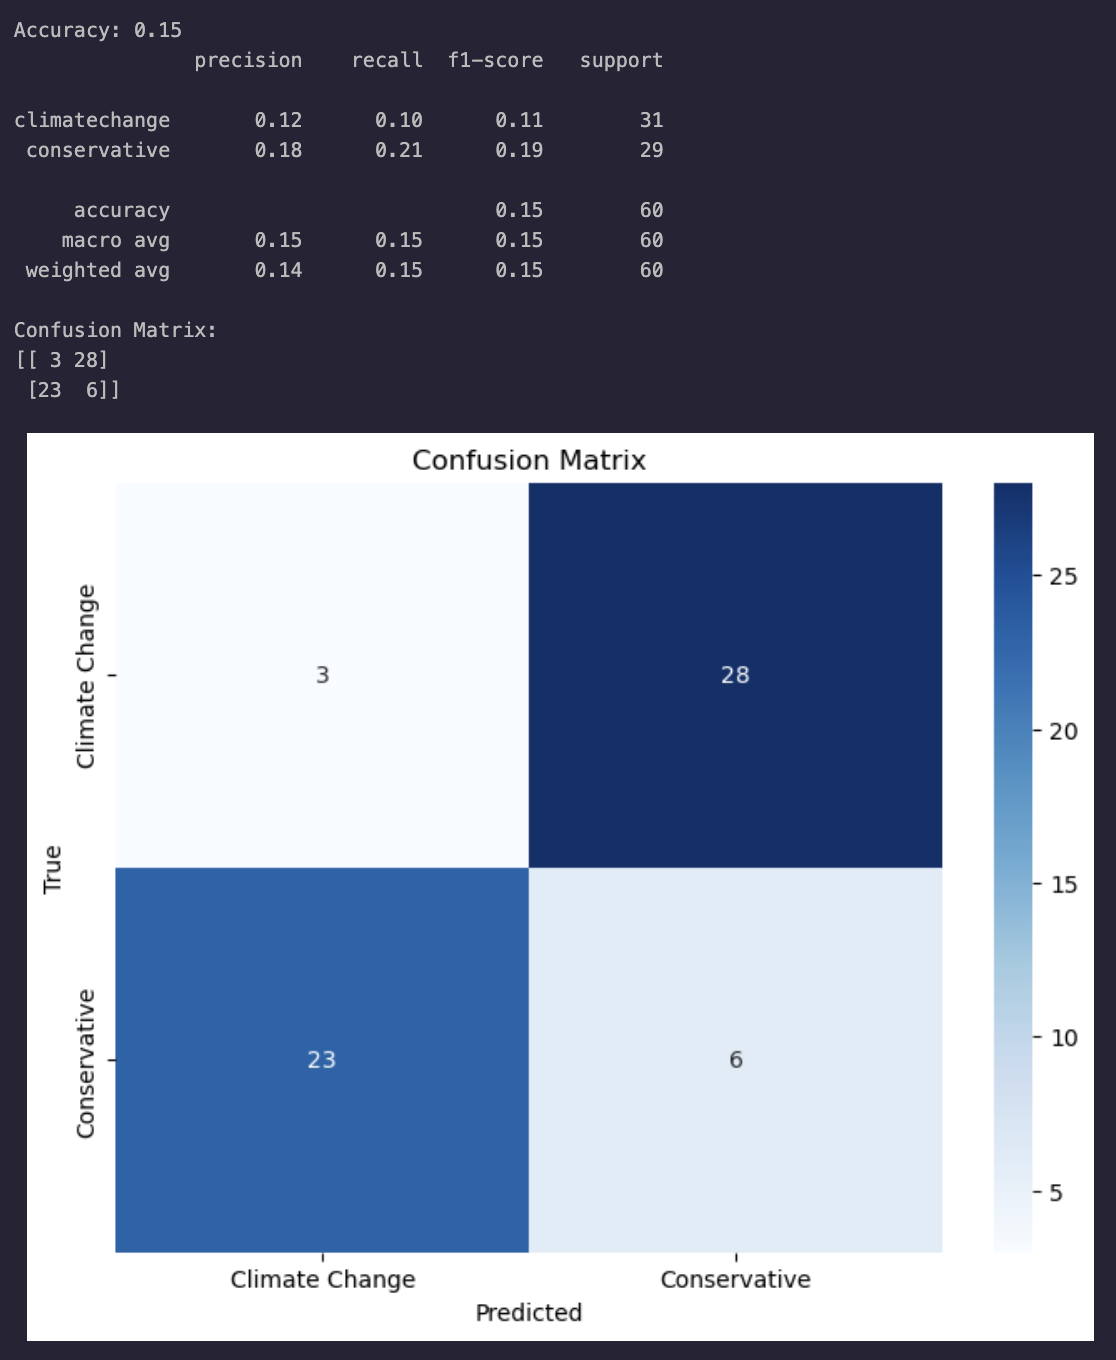 Accuracy: 0.15
precision recall f1-score support
climatechange 0.12 0.10 0.11 31
conservative 0.18 0.21 0.19 29
accuracy 0.15 60
macro avg 0.15 0.15 0.15 60
weighted avg 0.14 0.15 0.15 60
Confusion Matrix:
[[ 3 28]
[23 6]]
Confusion Matrix
Climate Change
3
28
25
20
True
15
Conservative
23
6
10
5
Climate Change
Conservative
Predicted